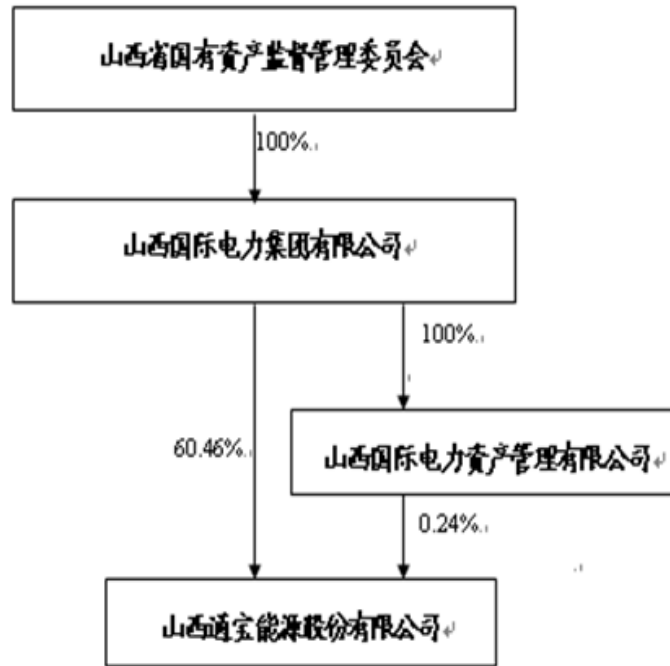 山西省国有資产监督管理委员会
100%
山西国际电力集团有限公司
100%
60.46%
山西国际电力資产管理有限公司
0.24%
山西通宝能源股份有限公司